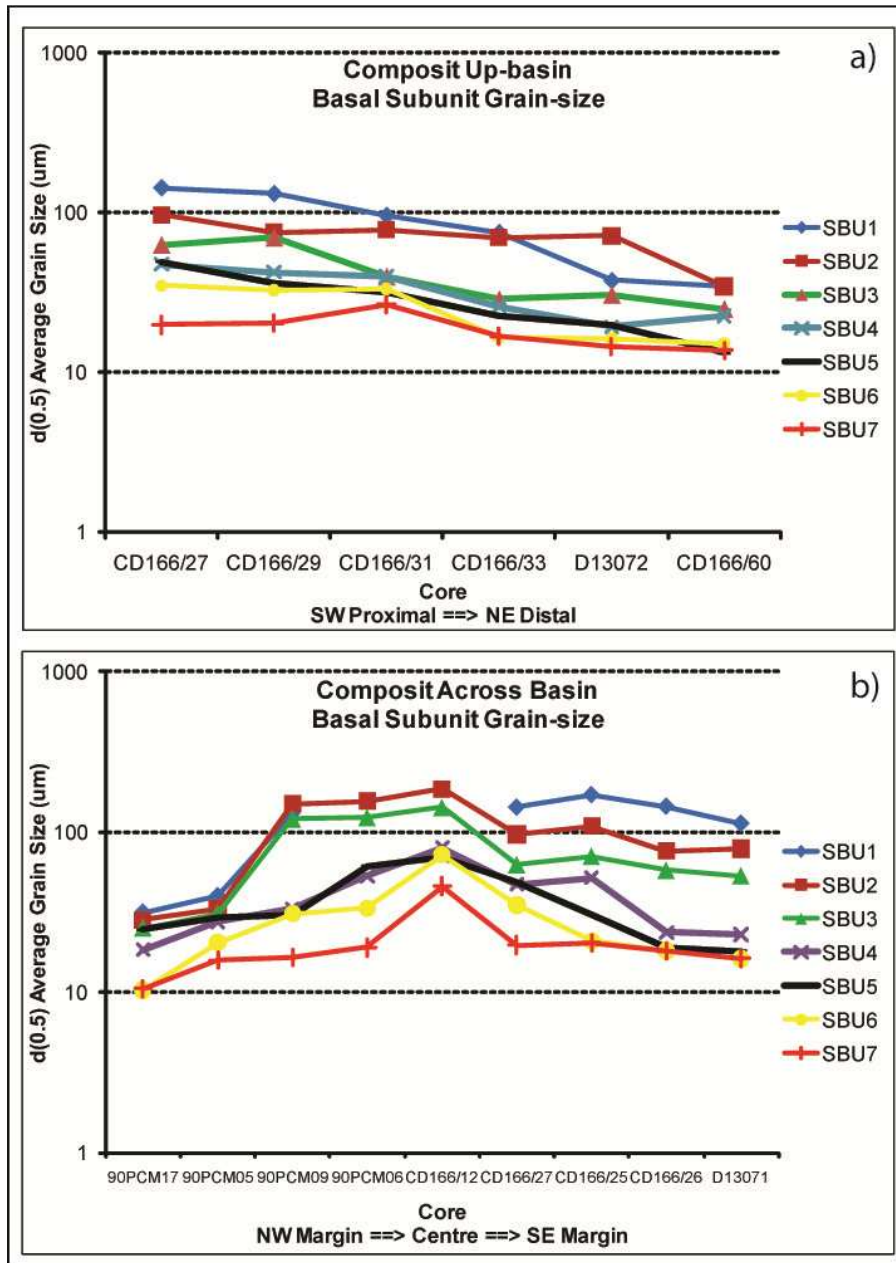 a)
Composit Up-basin
Basal Subunit Grain-size
d(0.5) Average Grain Size (um)
1000
100
10
1
SBU1
SBU2
SBU3
SBU4
SBU5
SBU6
SBU7
CD166/27 CD166/29 CD166/31 CD166/33 D13072 CD166/60
Core
SW Proximal ==> NE Distal
b)
Composit Across Basin
Basal Subunit Grain-size
d(0.5) Average Grain Size (um)
1000
100
10
1
SBU1
SBU2
SBU3
SBU4
SBU5
SBU6
SBU7
90PCM17 90PCM05 90PCM09 90PCM06 CD166/12 CD166/27 CD166/25 CD166/26 D13071
Core
NW Margin ==> Centre ==> SE Margin